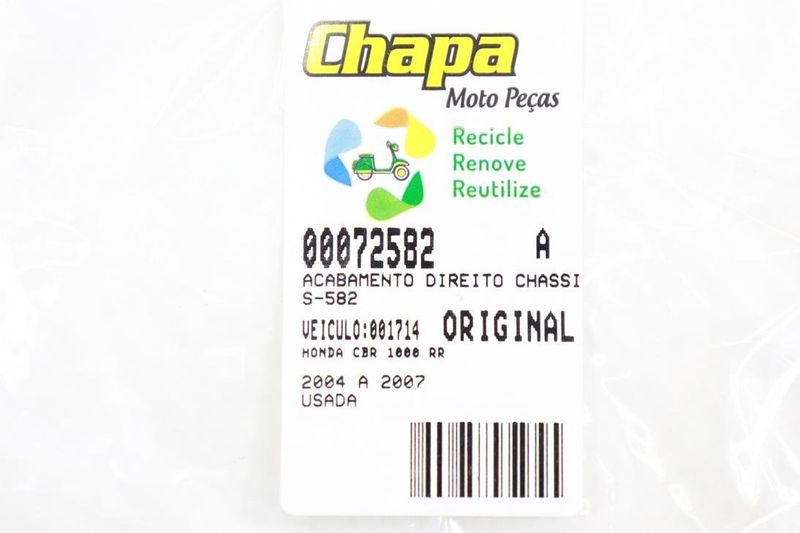 Chapa
Moto Peças
Recicle
Renove
Reutilize
00072582 A
ACABAMENTO DIREITO CHASSI
S-582
VEICULO:001714 ORIGINAL
HONDA CBR 1000 RR
2004 A 2007
USADA